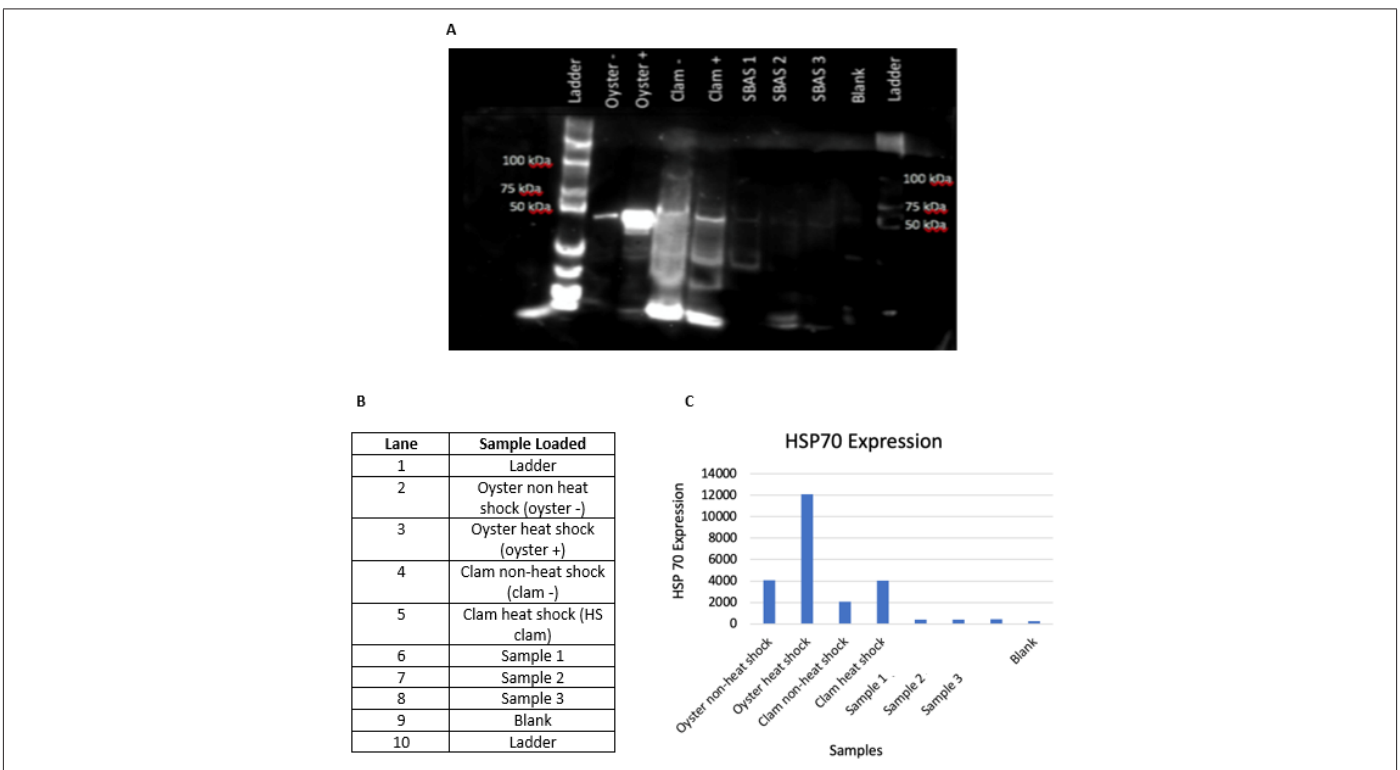 A
Ladder
Oyster -
Oyster +
Clam -
Clam +
SBAS 1
SBAS 2
SBAS 3
Blank
Ladder
100 kDa
75 kDa
50 kDa
100 kDa
75 kDa
50 kDa
B
Lane Sample Loaded
1 Ladder
2 Oyster non heat
shock (oyster -)
3 Oyster heat shock
(oyster +)
4 Clam non-heat shock
(clam -)
5 Clam heat shock (HS
clam)
6 Sample 1
7 Sample 2
8 Sample 3
9 Blank
10 Ladder
C
HSP70 Expression
HSP 70 Expression
14000
12000
10000
8000
6000
4000
2000
0
Oyster non-heat shock
Oyster heat shock
Clam non-heat shock
Clam heat shock
Sample 1
Sample 2
Sample 3
Blank
Samples